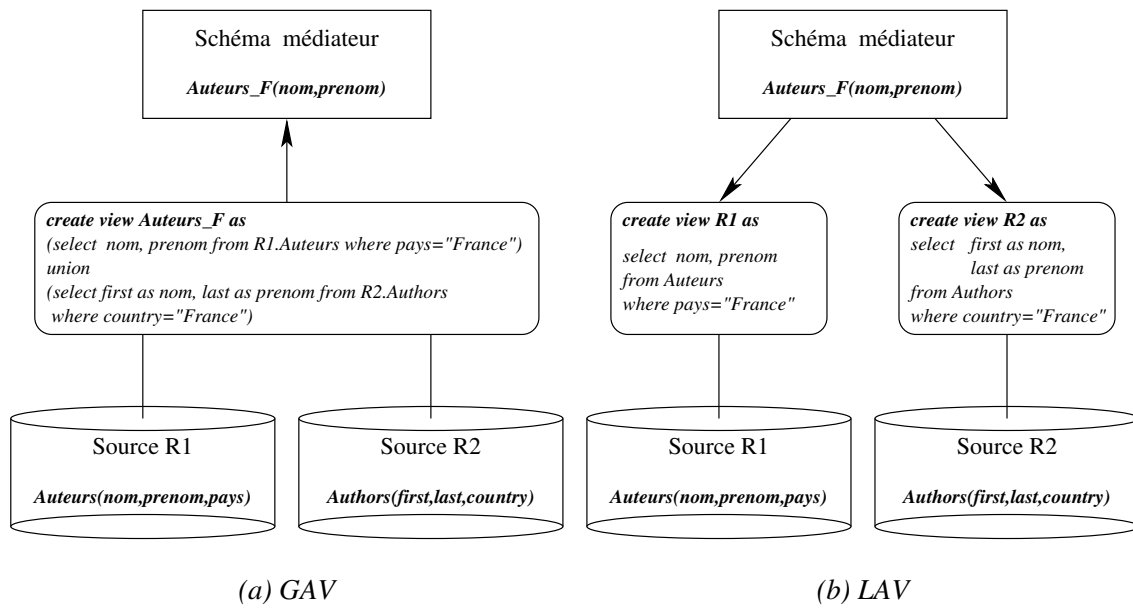 Schéma médiateur
Auteurs_F(nom,prenom)
create view Auteurs_F as
(select nom, prenom from R1.Auteurs where pays="France")
union
(select first as nom, last as prenom from R2.Authors
where country="France")
Source R1
Auteurs(nom,prenom,pays)
Source R2
Authors(first,last,country)
(a) GAV
Schéma médiateur
Auteurs_F(nom,prenom)
create view R1 as
select nom, prenom
from Auteurs
where pays="France"
create view R2 as
select first as nom,
last as prenom
from Authors
where country="France"
Source R1
Auteurs(nom,prenom,pays)
Source R2
Authors(first,last,country)
(b) LAV